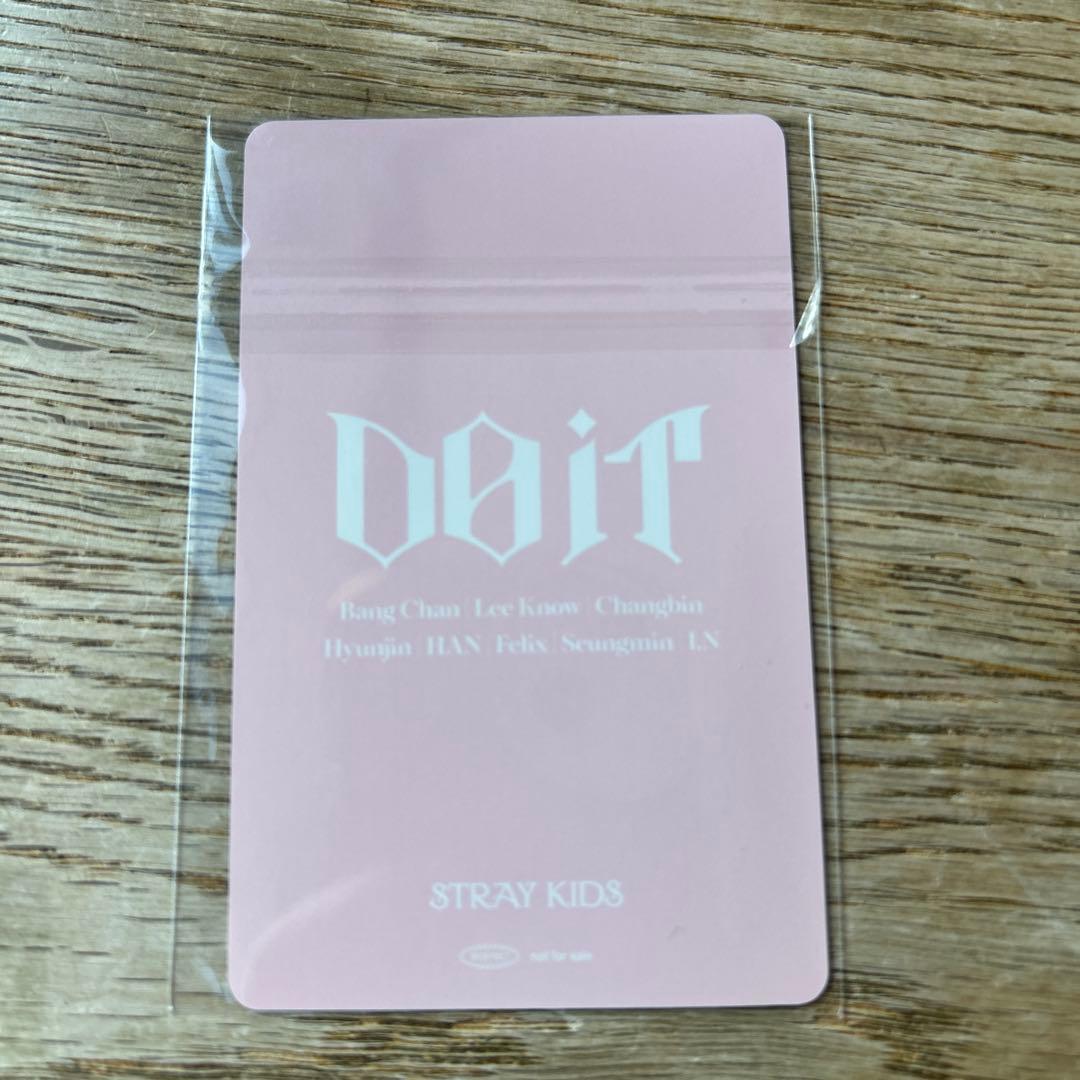 DO iT
Bang Chan | Lee Know | Changbin
Hyunjin | HAN | Felix | Seungmin | I.N
STRAY KIDS
not for sale